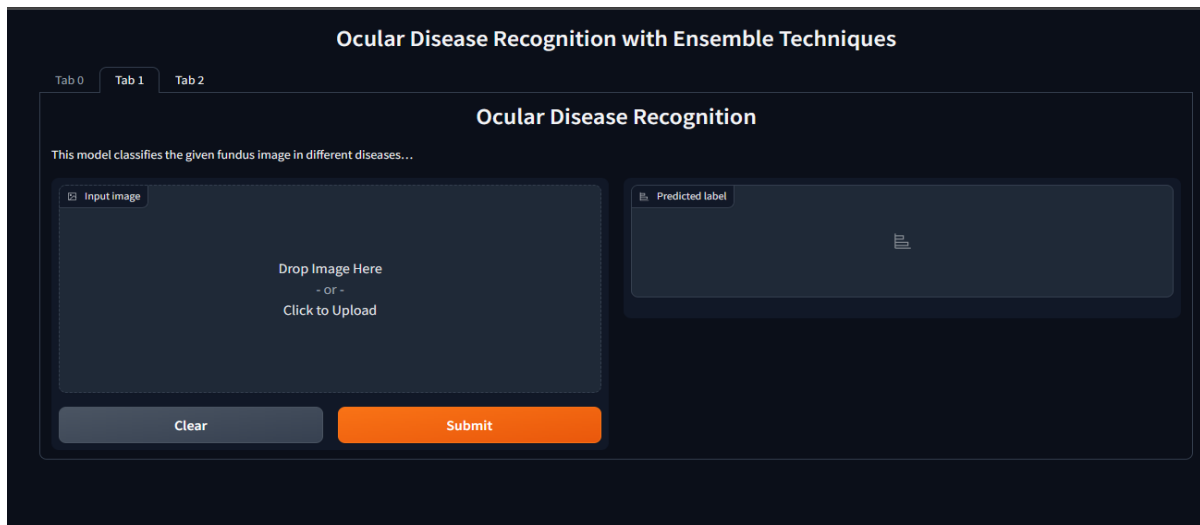 Ocular Disease Recognition with Ensemble Techniques
Tab 0 Tab 1 Tab 2
Ocular Disease Recognition
This model classifies the given fundus image in different diseases...
Input image
Drop Image Here
- or -
Click to Upload
Clear Submit
Predicted label